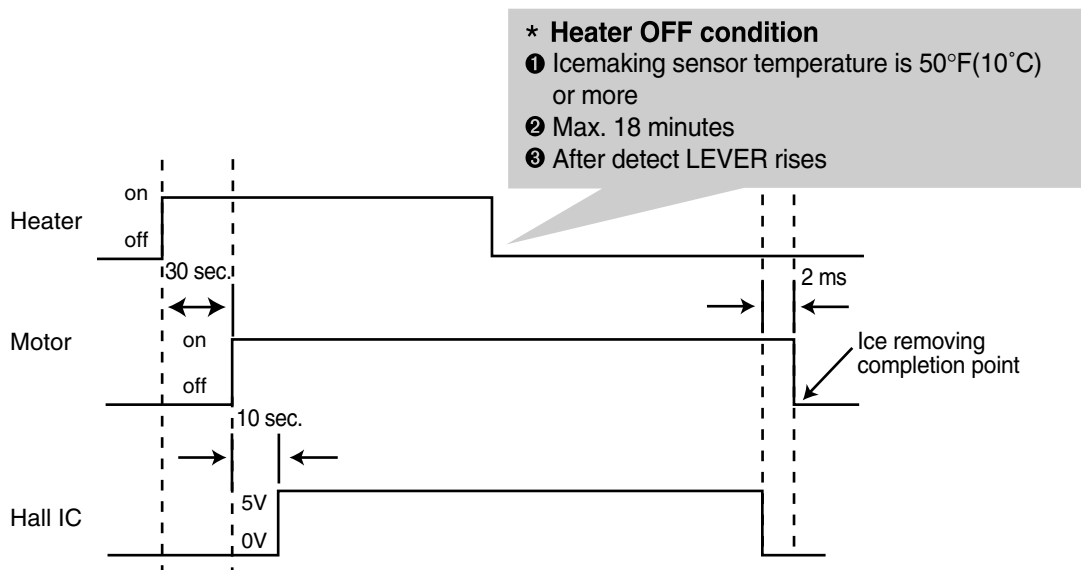 * Heater OFF condition
❶ Icemaking sensor temperature is 50°F(10˚C)
or more
❷ Max. 18 minutes
❸ After detect LEVER rises
Heater
on
off
30 sec.
2 ms
Motor
on
off
Ice removing
completion point
10 sec.
Hall IC
5V
0V